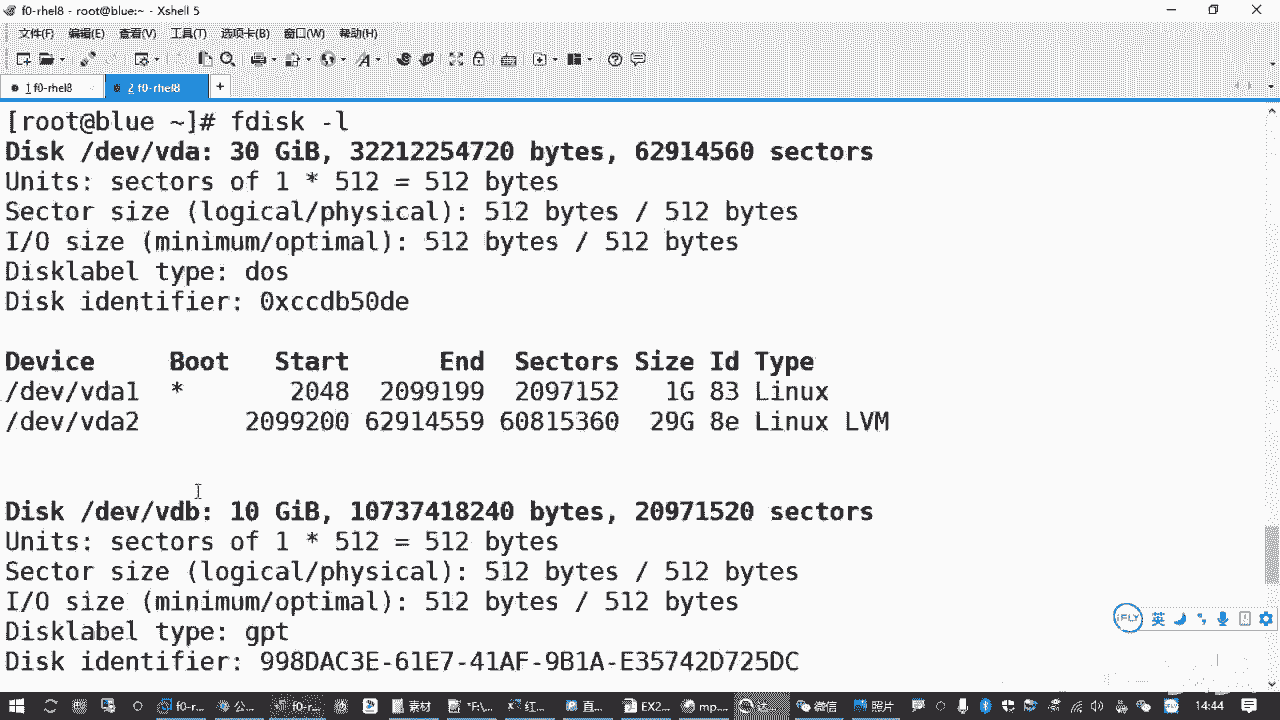 f0-rhel8 - root@blue:~ - Xshell 5
文件(F) 编辑(E) 查看(V) 工具(T) 选项卡(B) 窗口(W) 帮助(H)
1 f0-rhel8 2 f0-rhel8 +
[root@blue ~]# fdisk -l
Disk /dev/vda: 30 GiB, 32212254720 bytes, 62914560 sectors
Units: sectors of 1 * 512 = 512 bytes
Sector size (logical/physical): 512 bytes / 512 bytes
I/O size (minimum/optimal): 512 bytes / 512 bytes
Disklabel type: dos
Disk identifier: 0xccdb50de
Device Boot Start End Sectors Size Id Type
/dev/vda1 * 2048 2099199 2097152 1G 83 Linux
/dev/vda2 2099200 62914559 60815360 29G 8e Linux LVM
Disk /dev/vdb: 10 GiB, 10737418240 bytes, 20971520 sectors
Units: sectors of 1 * 512 = 512 bytes
Sector size (logical/physical): 512 bytes / 512 bytes
I/O size (minimum/optimal): 512 bytes / 512 bytes
Disklabel type: gpt
Disk identifier: 998DAC3E-61E7-41AF-9B1A-E35742D725DC
iFLY 英
f0-r... 公... f0-r... 素材 "F:\... 红... 直... EX2... mp... 微信 照片 英 14:44